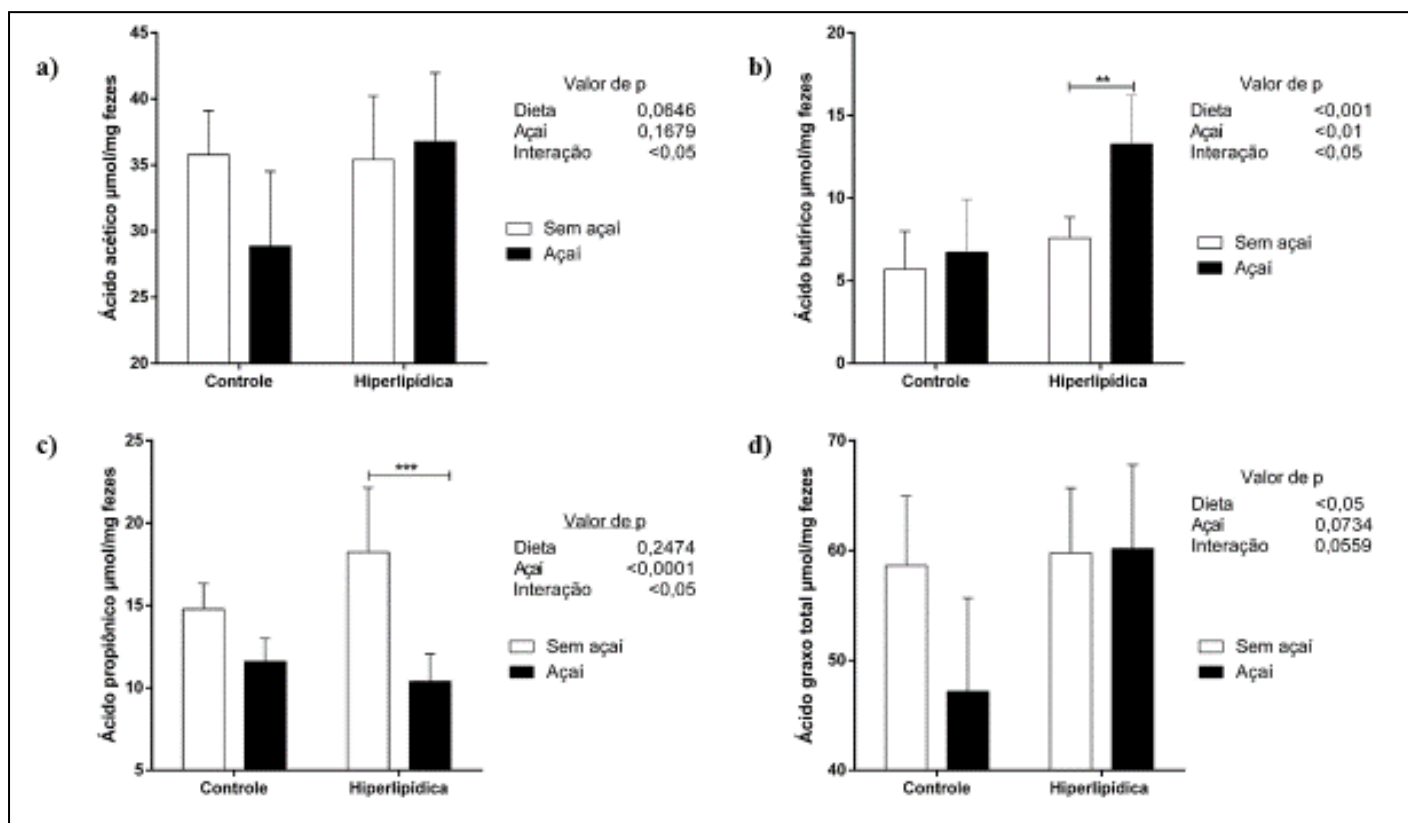 a)
Ácido acético µmol/mg fezes
45
40
35
30
25
20
Controle
Hiperlipídica
Valor de p
Dieta 0,0646
Açaí 0,1679
Interação <0,05
Sem açaí
Açaí
b)
Ácido butírico µmol/mg fezes
20
15
10
5
0
**
Controle
Hiperlipídica
Valor de p
Dieta <0,001
Açaí <0,01
Interação <0,05
Sem açaí
Açaí
c)
Ácido propiônico µmol/mg fezes
25
20
15
10
5
***
Controle
Hiperlipídica
Valor de p
Dieta 0,2474
Açaí <0,0001
Interação <0,05
Sem açaí
Açaí
d)
Ácido graxo total µmol/mg fezes
70
60
50
40
Controle
Hiperlipídica
Valor de p
Dieta <0,05
Açaí 0,0734
Interação 0,0559
Sem açaí
Açaí